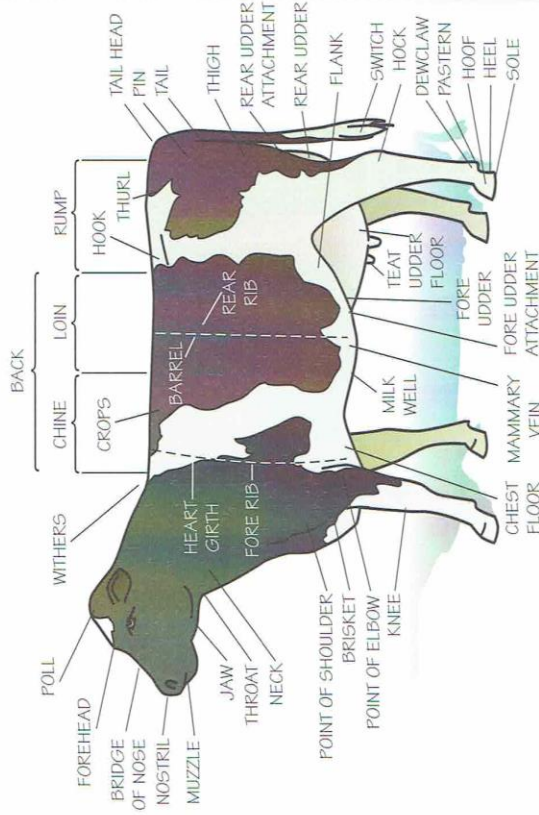 BACK
CHINE
LOIN
RUMP
WITHERS
CROPS
HOOK
THURL
TAIL HEAD
PIN
TAIL
THIGH
REAR UDDER
ATTACHMENT
REAR UDDER
FLANK
SWITCH
HOCK
DEWCLAW
PASTERN
HOOF
HEEL
SOLE
POLL
FOREHEAD
BRIDGE
OF NOSE
NOSTRIL
MUZZLE
JAW
THROAT
NECK
POINT OF SHOULDER
BRISKET
POINT OF ELBOW
KNEE
HEART
GIRTH
FORE RIB
BARREL
REAR
RIB
CHEST
FLOOR
MILK
WELL
MAMMARY
VEIN
FORE UDDER
ATTACHMENT
FORE
UDDER
TEAT
UDDER
FLOOR